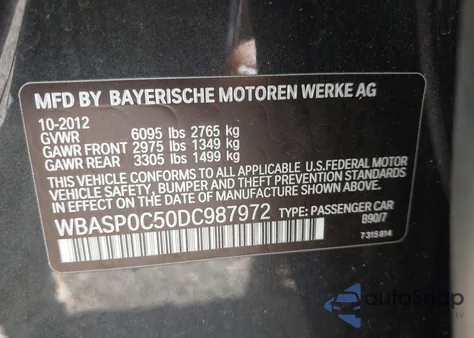 MFD BY BAYERISCHE MOTOREN WERKE AG
10-2012
GVWR 6095 lbs 2765 kg
GAWR FRONT 2975 lbs 1349 kg
GAWR REAR 3305 lbs 1499 kg
THIS VEHICLE CONFORMS TO ALL APPLICABLE U.S.FEDERAL MOTOR
VEHICLE SAFETY, BUMPER AND THEFT PREVENTION STANDARDS
IN EFFECT ON THE DATE OF MANUFACTURE SHOWN ABOVE.
WBASP0C50DC987972 TYPE: PASSENGER CAR
890/7
7 315 814
autoSnap